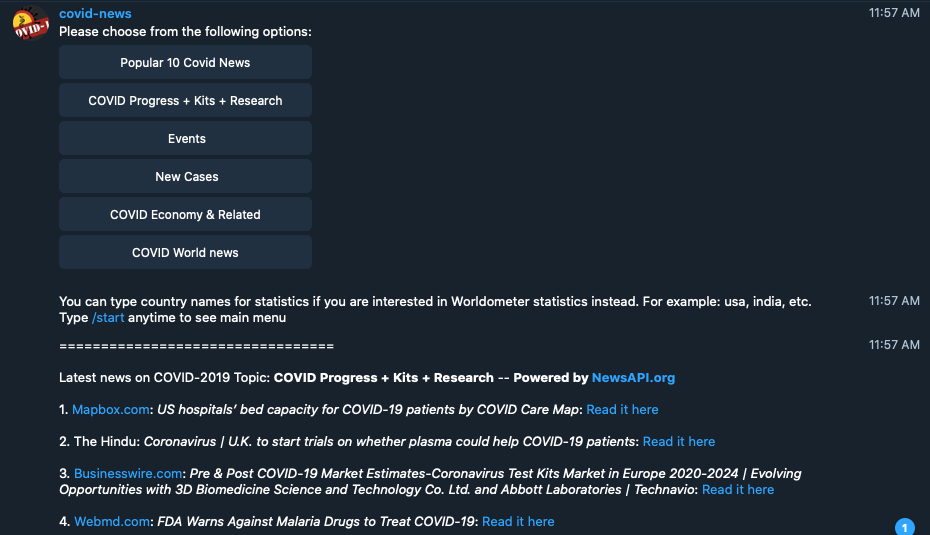 covid-news 11:57 AM
Please choose from the following options:
Popular 10 Covid News
COVID Progress + Kits + Research
Events
New Cases
COVID Economy & Related
COVID World news
You can type country names for statistics if you are interested in Worldometer statistics instead. For example: usa, india, etc. 11:57 AM
Type /start anytime to see main menu
================================= 11:57 AM
Latest news on COVID-2019 Topic: COVID Progress + Kits + Research -- Powered by NewsAPI.org
1. Mapbox.com: US hospitals’ bed capacity for COVID-19 patients by COVID Care Map: Read it here
2. The Hindu: Coronavirus | U.K. to start trials on whether plasma could help COVID-19 patients: Read it here
3. Businesswire.com: Pre & Post COVID-19 Market Estimates-Coronavirus Test Kits Market in Europe 2020-2024 | Evolving
Opportunities with 3D Biomedicine Science and Technology Co. Ltd. and Abbott Laboratories | Technavio: Read it here
4. Webmd.com: FDA Warns Against Malaria Drugs to Treat COVID-19: Read it here
1